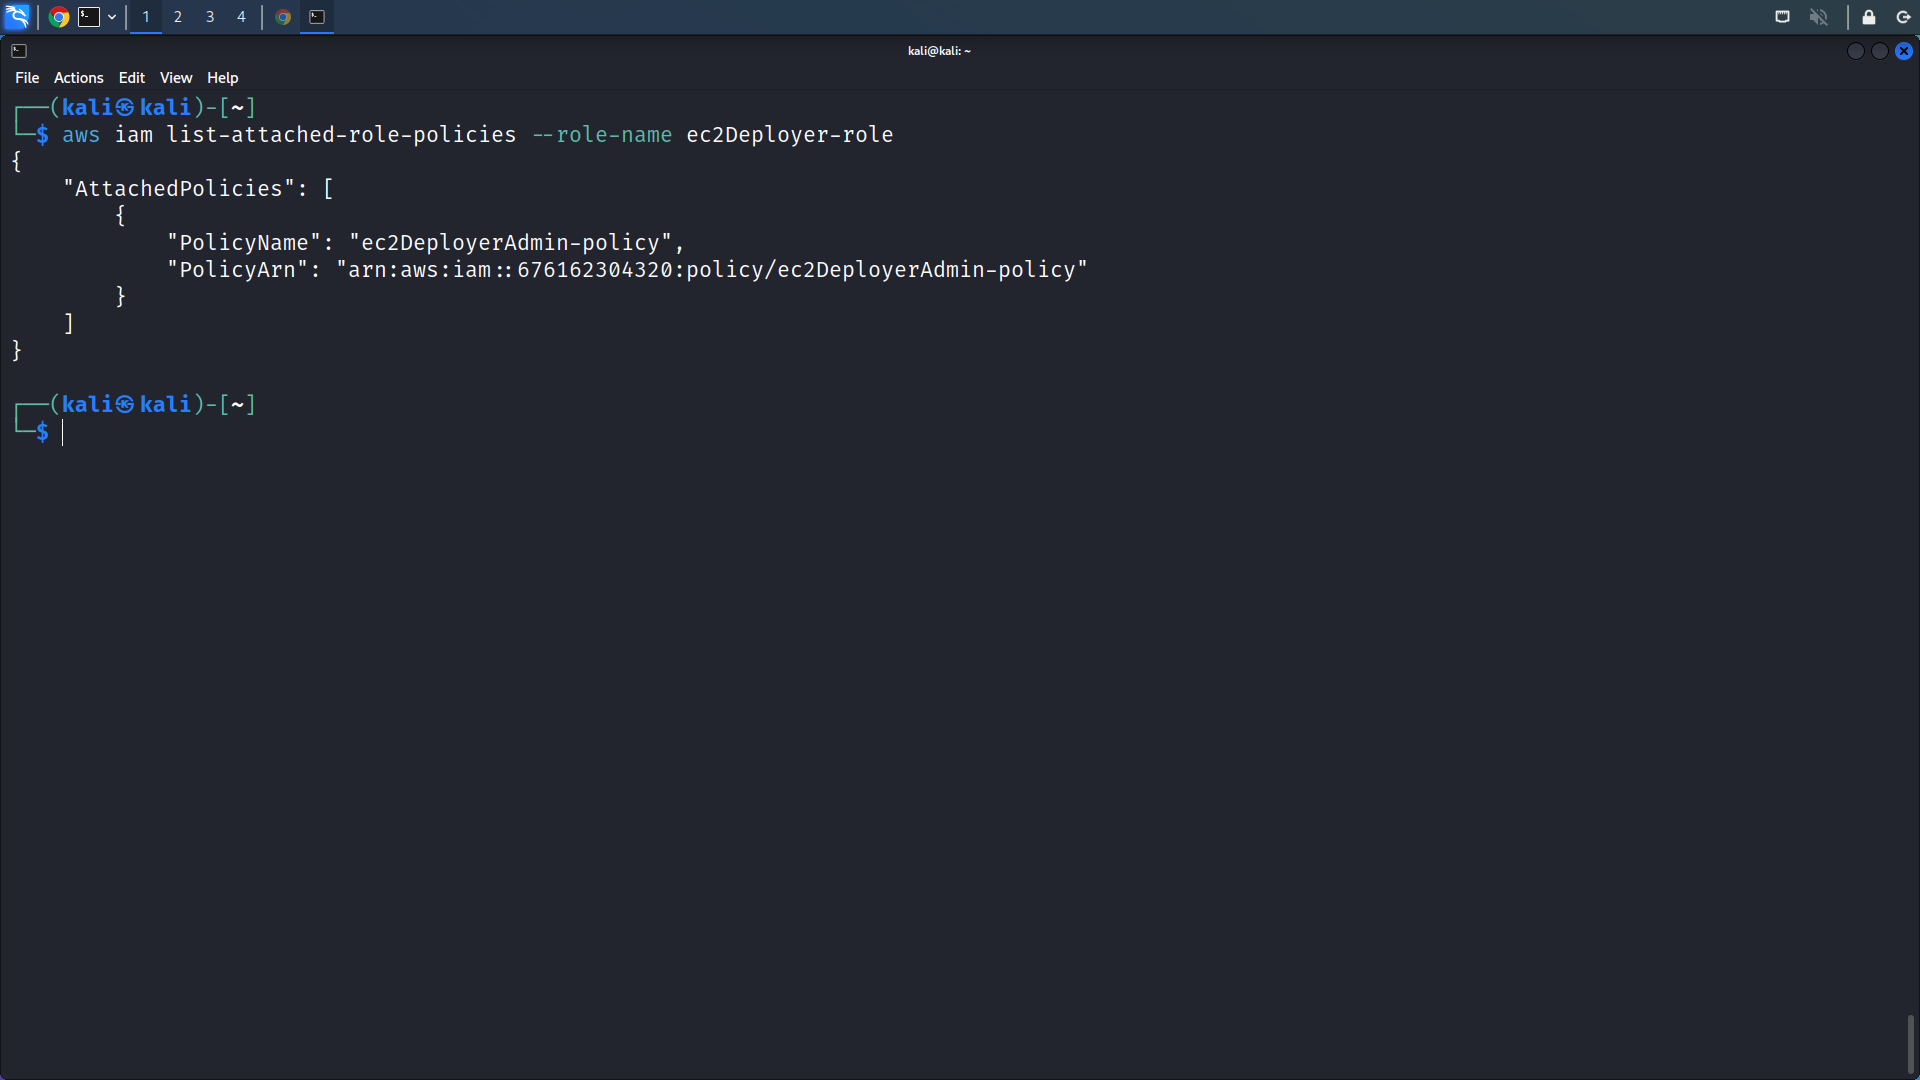 1 2 3 4
kali@kali: ~
File Actions Edit View Help
┌──(kali㉿kali)-[~]
└─$ aws iam list-attached-role-policies --role-name ec2Deployer-role
{
    "AttachedPolicies": [
        {
            "PolicyName": "ec2DeployerAdmin-policy",
            "PolicyArn": "arn:aws:iam::676162304320:policy/ec2DeployerAdmin-policy"
        }
    ]
}
┌──(kali㉿kali)-[~]
└─$